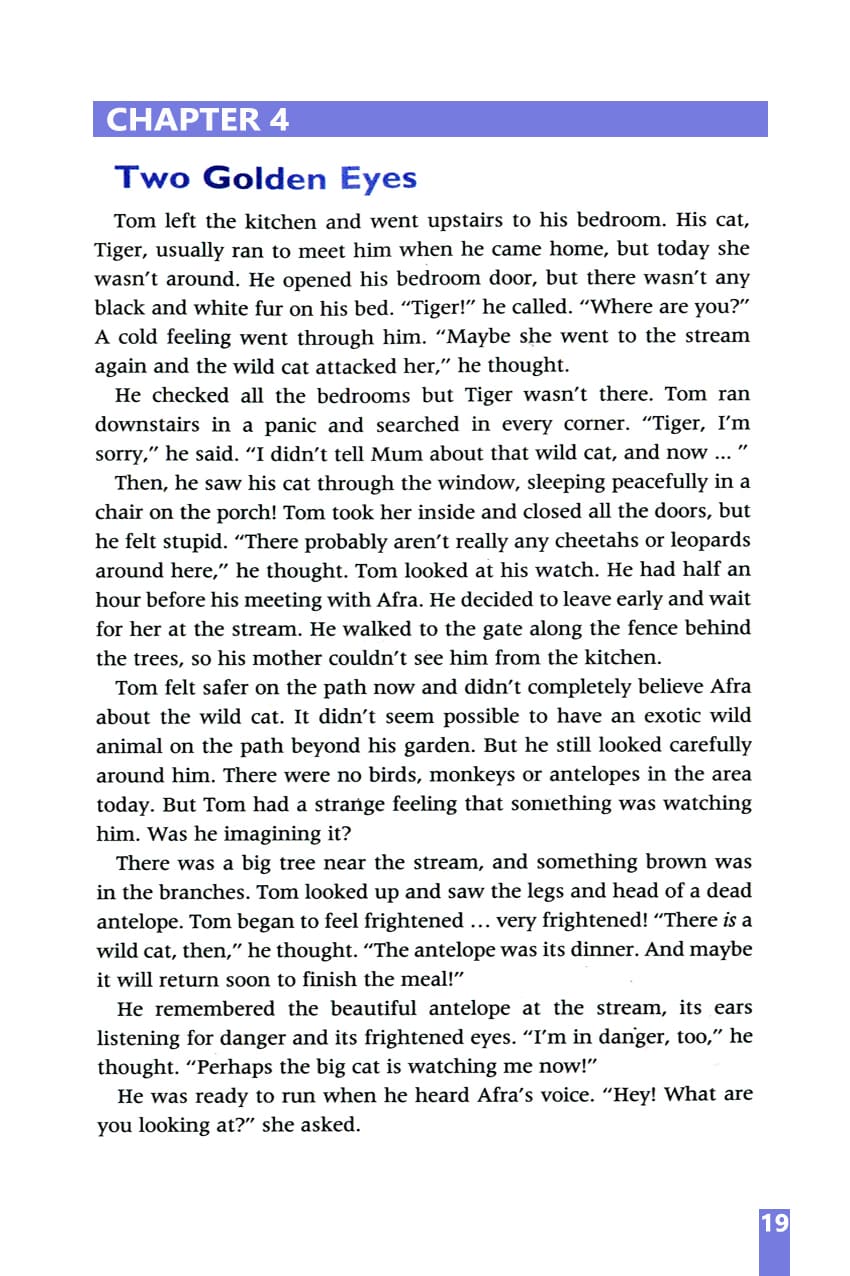 CHAPTER 4
Two Golden Eyes
Tom left the kitchen and went upstairs to his bedroom. His cat,
Tiger, usually ran to meet him when he came home, but today she
wasn't around. He opened his bedroom door, but there wasn't any
black and white fur on his bed. "Tiger!" he called. "Where are you?"
A cold feeling went through him. "Maybe she went to the stream
again and the wild cat attacked her," he thought.
He checked all the bedrooms but Tiger wasn't there. Tom ran
downstairs in a panic and searched in every corner. "Tiger, I'm
sorry," he said. "I didn't tell Mum about that wild cat, and now ... "
Then, he saw his cat through the window, sleeping peacefully in a
chair on the porch! Tom took her inside and closed all the doors, but
he felt stupid. "There probably aren't really any cheetahs or leopards
around here," he thought. Tom looked at his watch. He had half an
hour before his meeting with Afra. He decided to leave early and wait
for her at the stream. He walked to the gate along the fence behind
the trees, so his mother couldn't see him from the kitchen.
Tom felt safer on the path now and didn't completely believe Afra
about the wild cat. It didn't seem possible to have an exotic wild
animal on the path beyond his garden. But he still looked carefully
around him. There were no birds, monkeys or antelopes in the area
today. But Tom had a strange feeling that something was watching
him. Was he imagining it?
There was a big tree near the stream, and something brown was
in the branches. Tom looked up and saw the legs and head of a dead
antelope. Tom began to feel frightened ... very frightened! "There is a
wild cat, then," he thought. "The antelope was its dinner. And maybe
it will return soon to finish the meal!"
He remembered the beautiful antelope at the stream, its ears
listening for danger and its frightened eyes. "I'm in danger, too," he
thought. "Perhaps the big cat is watching me now!"
He was ready to run when he heard Afra's voice. "Hey! What are
you looking at?" she asked.
19